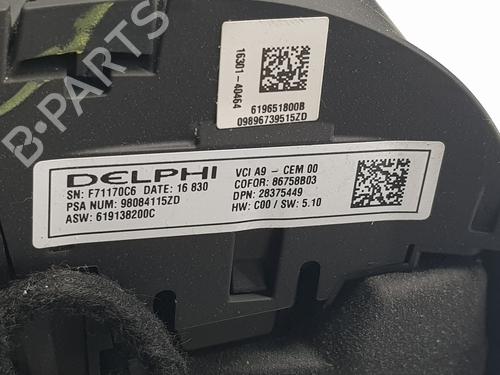 B-PARTS
16301-40464
619651800B
09896739515ZD
DELPHI
VCI A9 - CEM 00
SN: F71170C6 DATE: 16 830
COFOR: 86758B03
PSA NUM: 98084115ZD
DPN: 28375449
ASW: 619138200C
HW: C00 / SW: 5.10